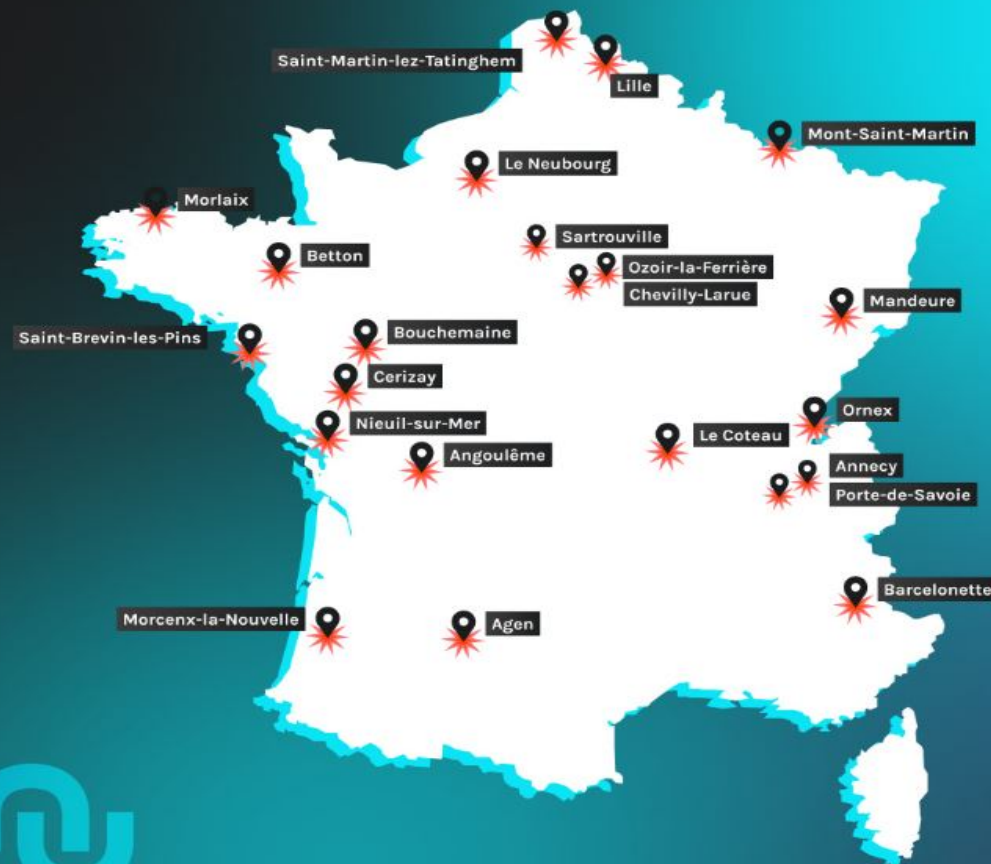 Saint-Martin-lez-Tatinghem
Lille
Mont-Saint-Martin
Le Neubourg
Morlaix
Sartrouville
Betton
Ozoir-la-Ferrière
Chevilly-Larue
Mandeure
Saint-Brevin-les-Pins
Bouchemaine
Cerizay
Ornex
Nieuil-sur-Mer
Le Coteau
Angoulême
Annecy
Porte-de-Savoie
Barcelonette
Morcenx-la-Nouvelle
Agen